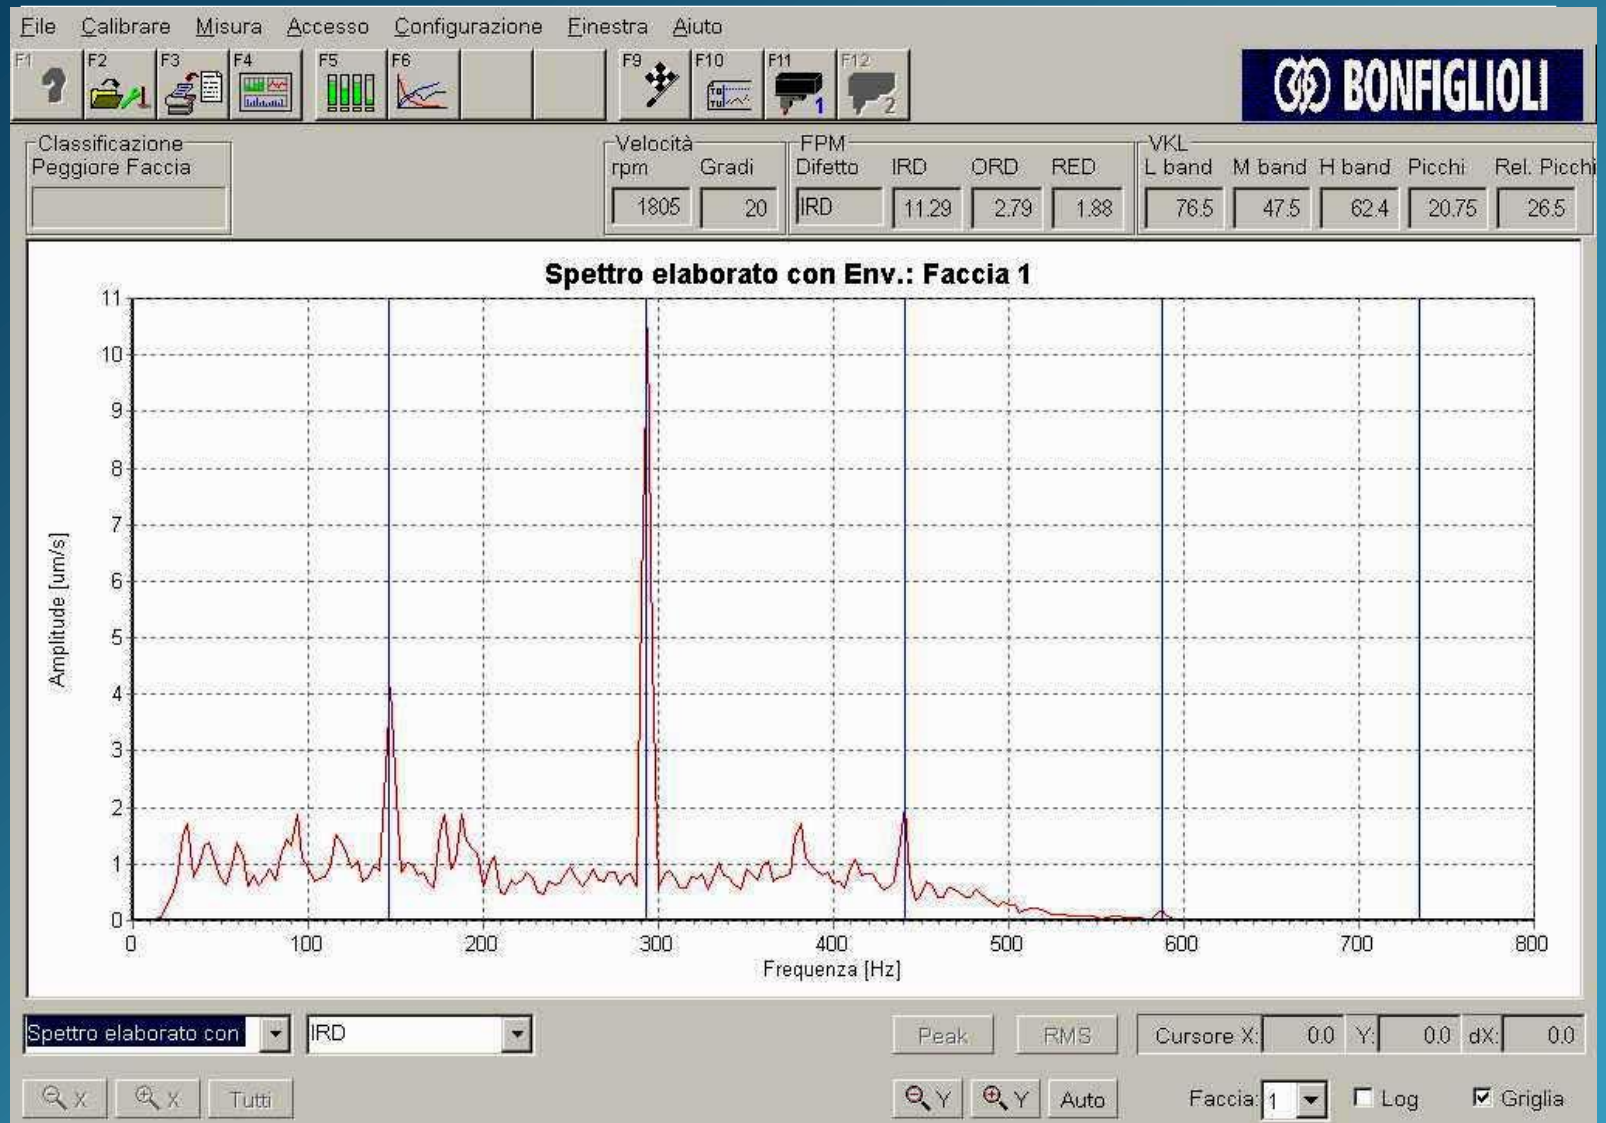 File Calibrare Misura Accesso Configurazione Finestra Aiuto
F1 F2 F3 F4 F5 F6 F9 F10 F11 F12
TO
TU
1 2
BONFIGLIOLI
Classificazione Velocità FPM VKL
Peggiore Faccia rpm Gradi Difetto IRD ORD RED L band M band H band Picchi Rel. Picchi
1805 20 IRD 11.29 2.79 1.88 76.5 47.5 62.4 20.75 26.5
Spettro elaborato con Env.: Faccia 1
11
10
9
8
7
6
5
4
3
2
1
0
Amplitude [um/s]
0 100 200 300 400 500 600 700 800
Frequenza [Hz]
Spettro elaborato con IRD Peak RMS Cursore X: 0.0 Y: 0.0 dX: 0.0
X X Tutti Y Y Auto Faccia: 1 Log Griglia